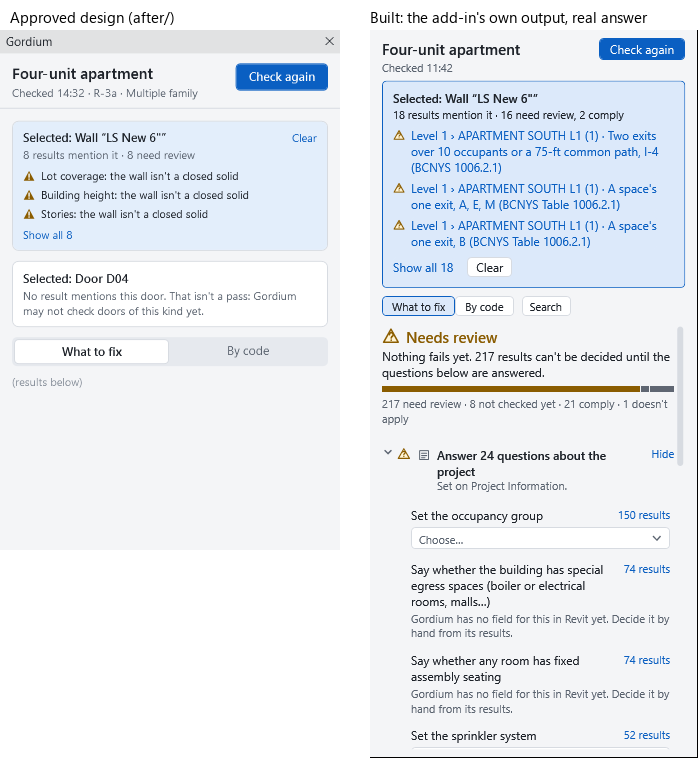 Approved design (after/)
Gordium
Four-unit apartment
Check again
Checked 14:32 · R-3a · Multiple family
Selected: Wall “LS New 6"”
Clear
8 results mention it · 8 need review
Lot coverage: the wall isn't a closed solid
Building height: the wall isn't a closed solid
Stories: the wall isn't a closed solid
Show all 8
Selected: Door D04
No result mentions this door. That isn't a pass: Gordium
may not check doors of this kind yet.
What to fix
By code
(results below)
Built: the add-in's own output, real answer
Four-unit apartment
Check again
Checked 11:42
Selected: Wall “LS New 6"”
18 results mention it · 16 need review, 2 comply
Level 1 › APARTMENT SOUTH L1 (1) · Two exits
over 10 occupants or a 75-ft common path, I-4
(BCNYS Table 1006.2.1)
Level 1 › APARTMENT SOUTH L1 (1) · A space's
one exit, A, E, M (BCNYS Table 1006.2.1)
Level 1 › APARTMENT SOUTH L1 (1) · A space's
one exit, B (BCNYS Table 1006.2.1)
Show all 18
Clear
What to fix
By code
Search
Needs review
Nothing fails yet. 217 results can't be decided until the
questions below are answered.
217 need review · 8 not checked yet · 21 comply · 1 doesn't
apply
Answer 24 questions about the
project
Hide
Set on Project Information.
Set the occupancy group
150 results
Choose...
Say whether the building has special
egress spaces (boiler or electrical
rooms, malls...)
74 results
Gordium has no field for this in Revit yet. Decide it by
hand from its results.
Say whether any room has fixed
assembly seating
74 results
Gordium has no field for this in Revit yet. Decide it by
hand from its results.
Set the sprinkler system
52 results